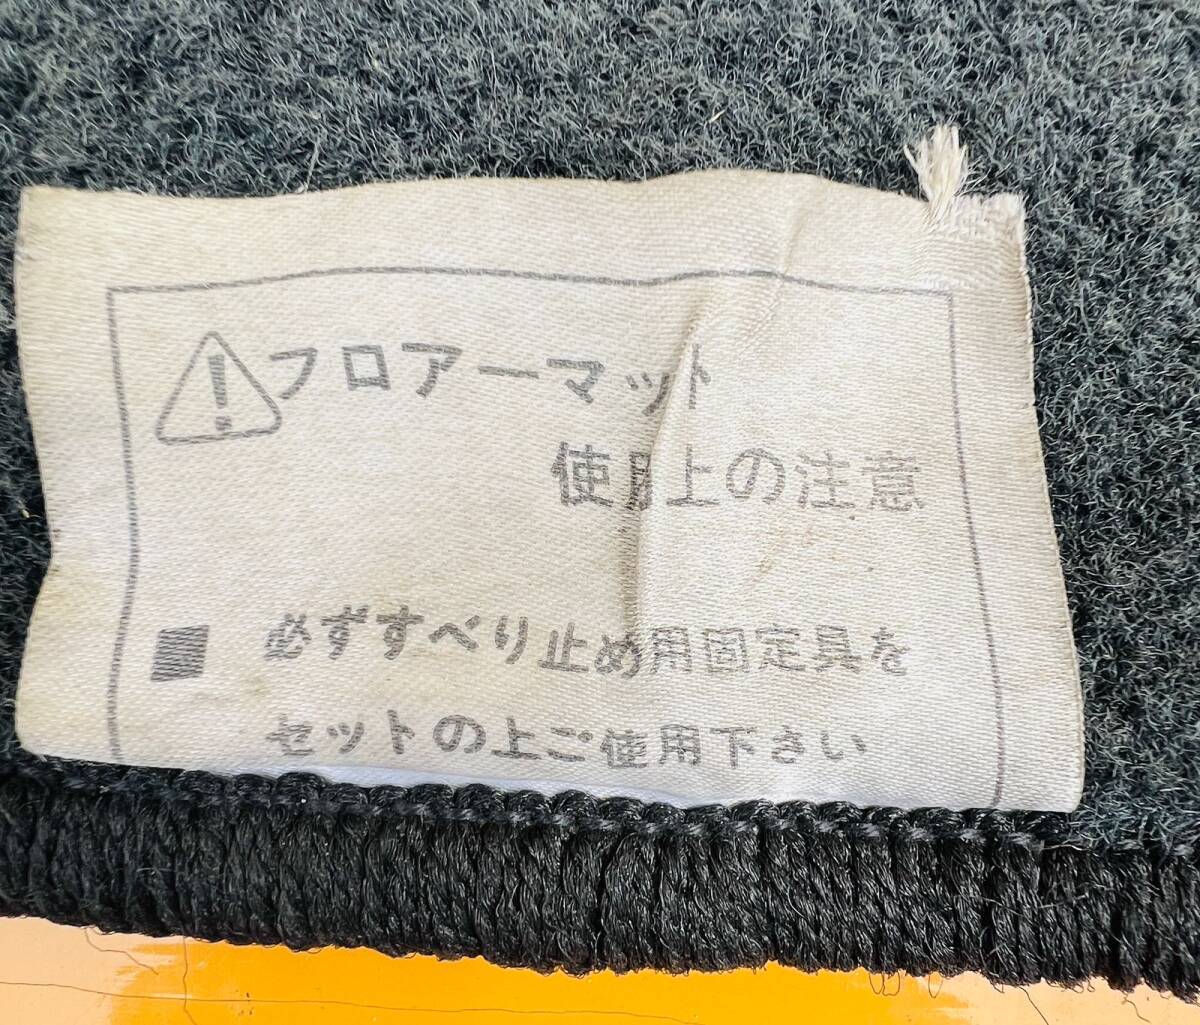 ⚠フロアーマット
使用上の注意
■ 必ずすべり止め用固定具を
セットの上ご使用下さい